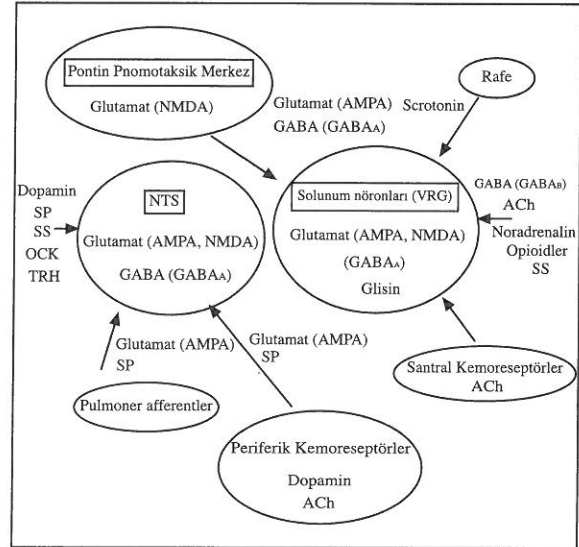 Pontin Pnomotaksik Merkez
Glutamat (NMDA)
Glutamat (AMPA)
GABA (GABAA)
Rafe
Scrotonin
Dopamin
SP
SS
OCK
TRH
NTS
Glutamat (AMPA, NMDA)
GABA (GABAA)
Solunum nöronları (VRG)
Glutamat (AMPA, NMDA)
(GABAA)
Glisin
GABA (GABAB)
ACh
Noradrenalin
Opioidler
SS
Glutamat (AMPA)
SP
Pulmoner afferentler
Glutamat (AMPA)
SP
Periferik Kemoreseptörler
Dopamin
ACh
Santral Kemoreseptörler
ACh